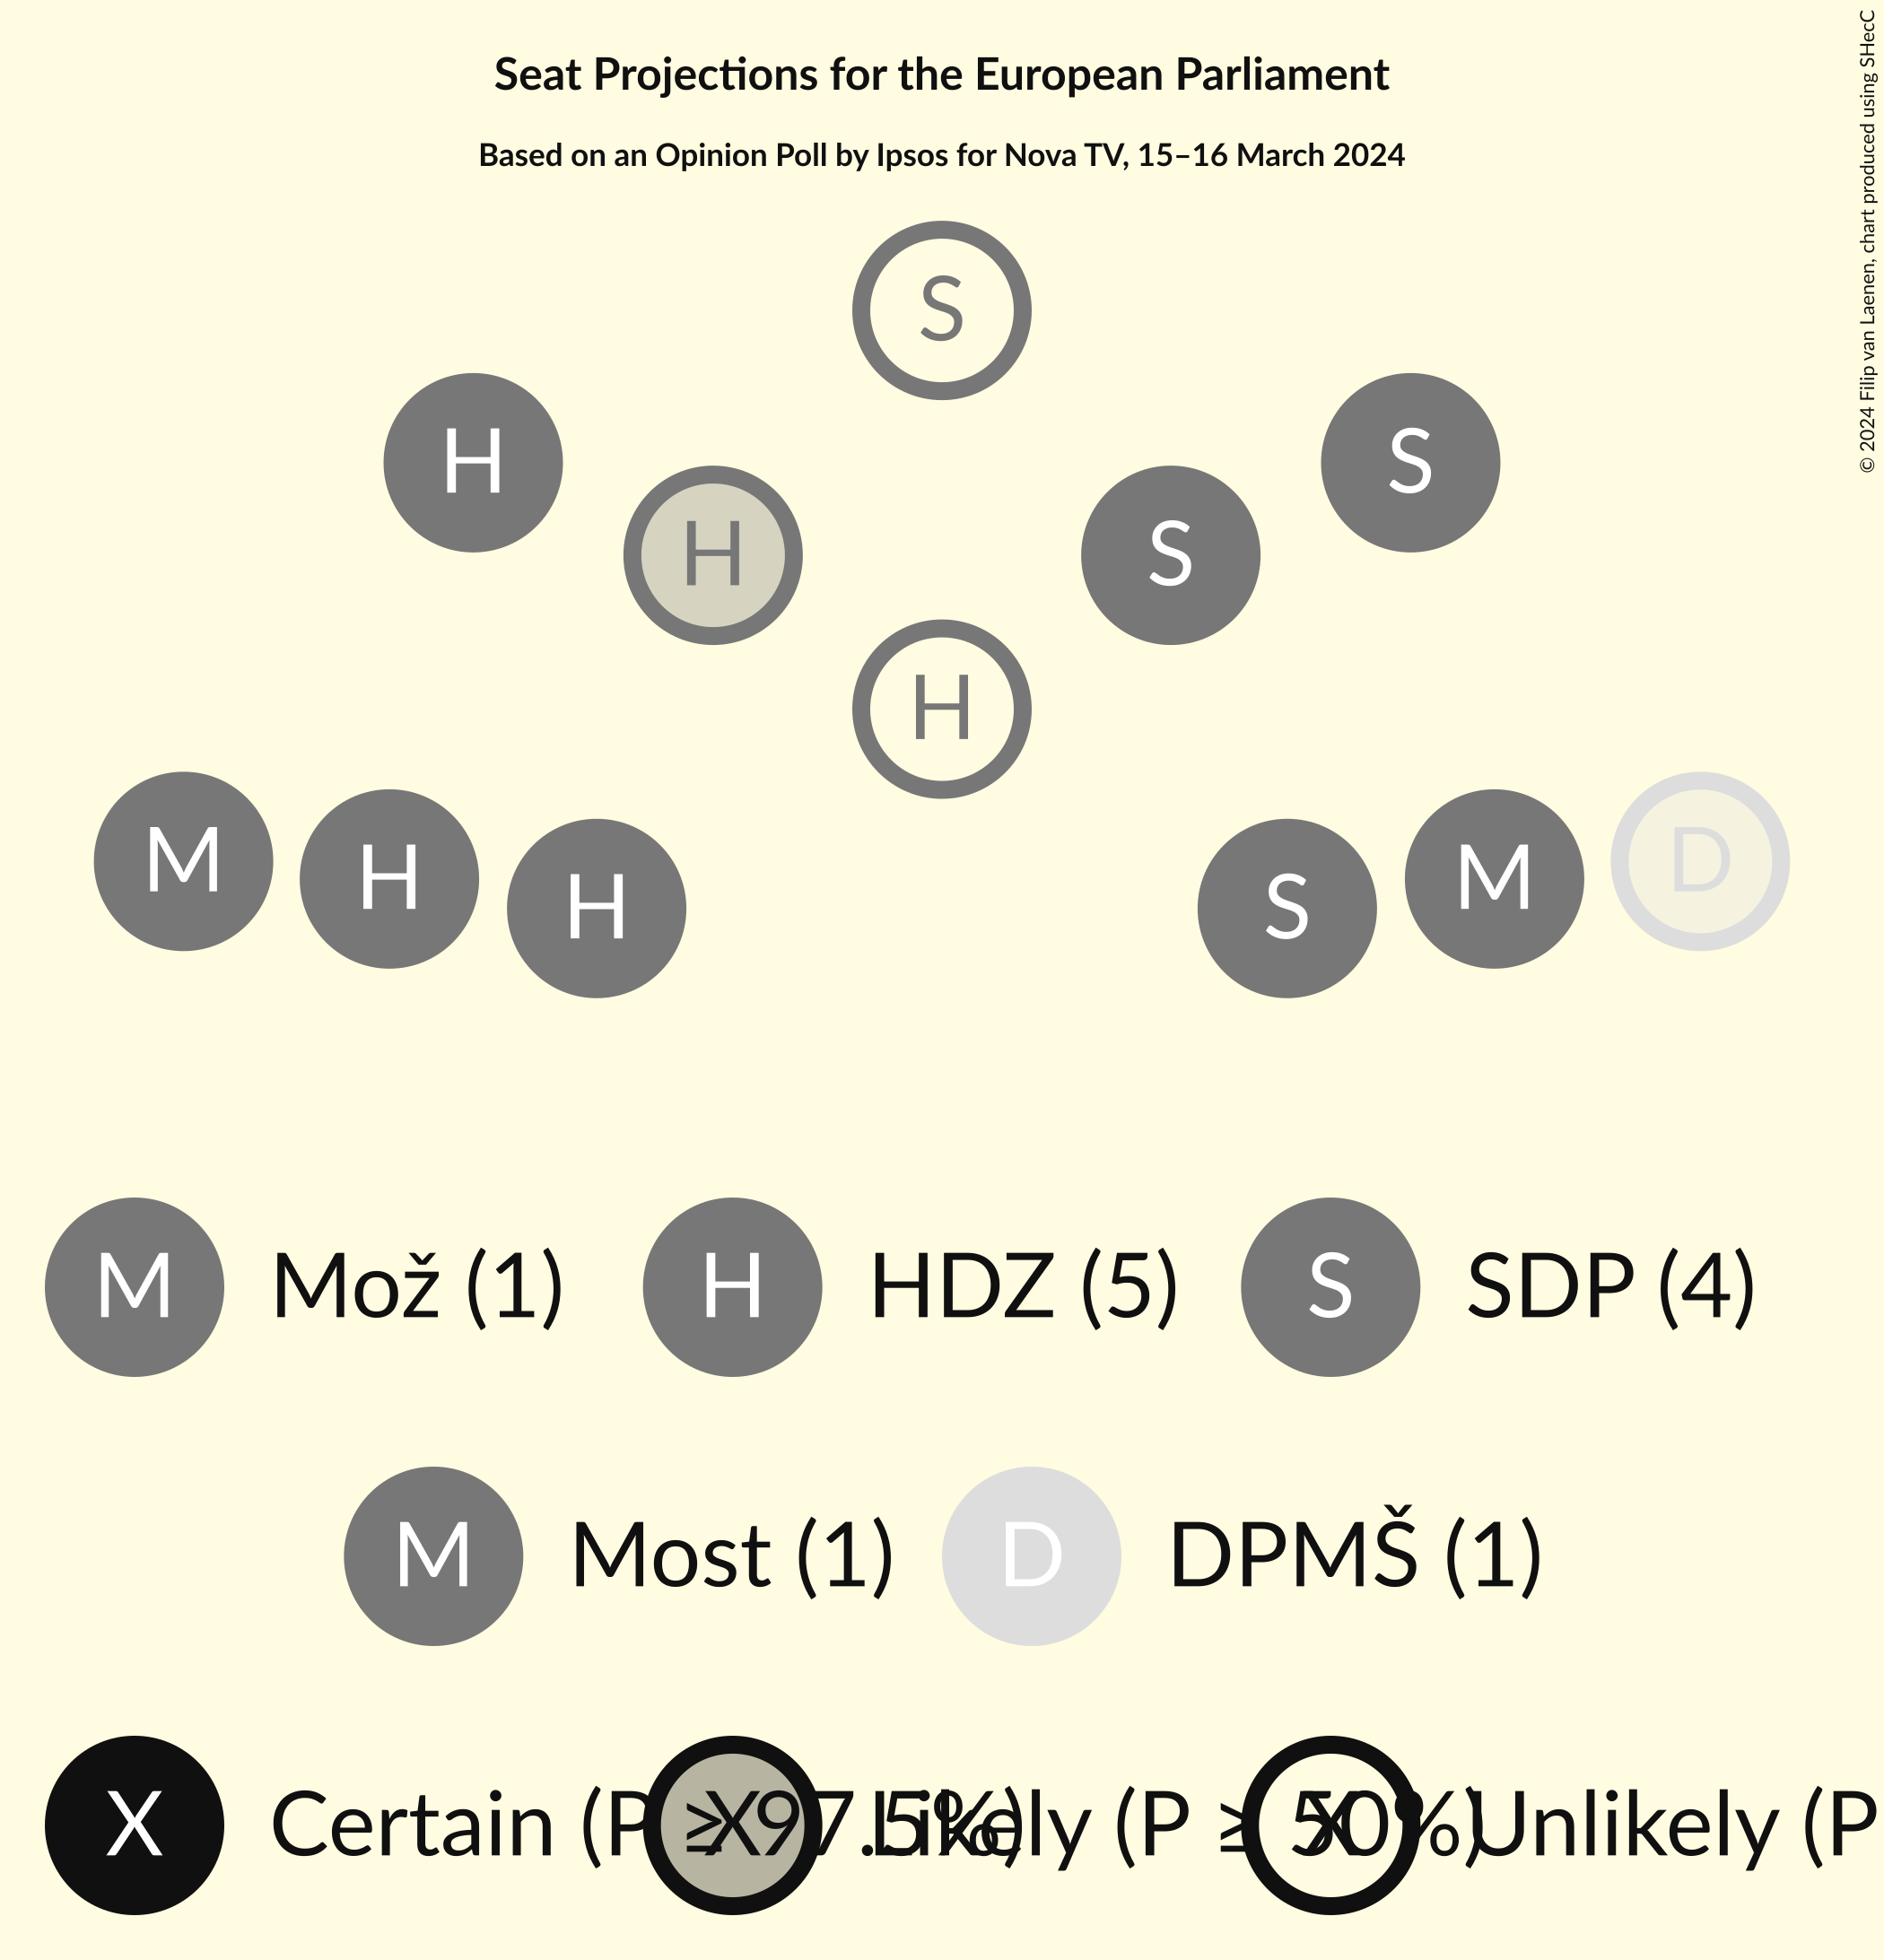 Seat Projections for the European Parliament
Based on an Opinion Poll by Ipsos for Nova TV, 15–16 March 2024
© 2024 Filip van Laenen, chart produced using SHecC
S
H
S
H
S
H
M
H
H
S
M
D
M Mož (1) H HDZ (5) S SDP (4)
M Most (1) D DPMŠ (1)
X Certain (P ≥ 97.5%) X Likely (P ≥ 50%) X Unlikely (P